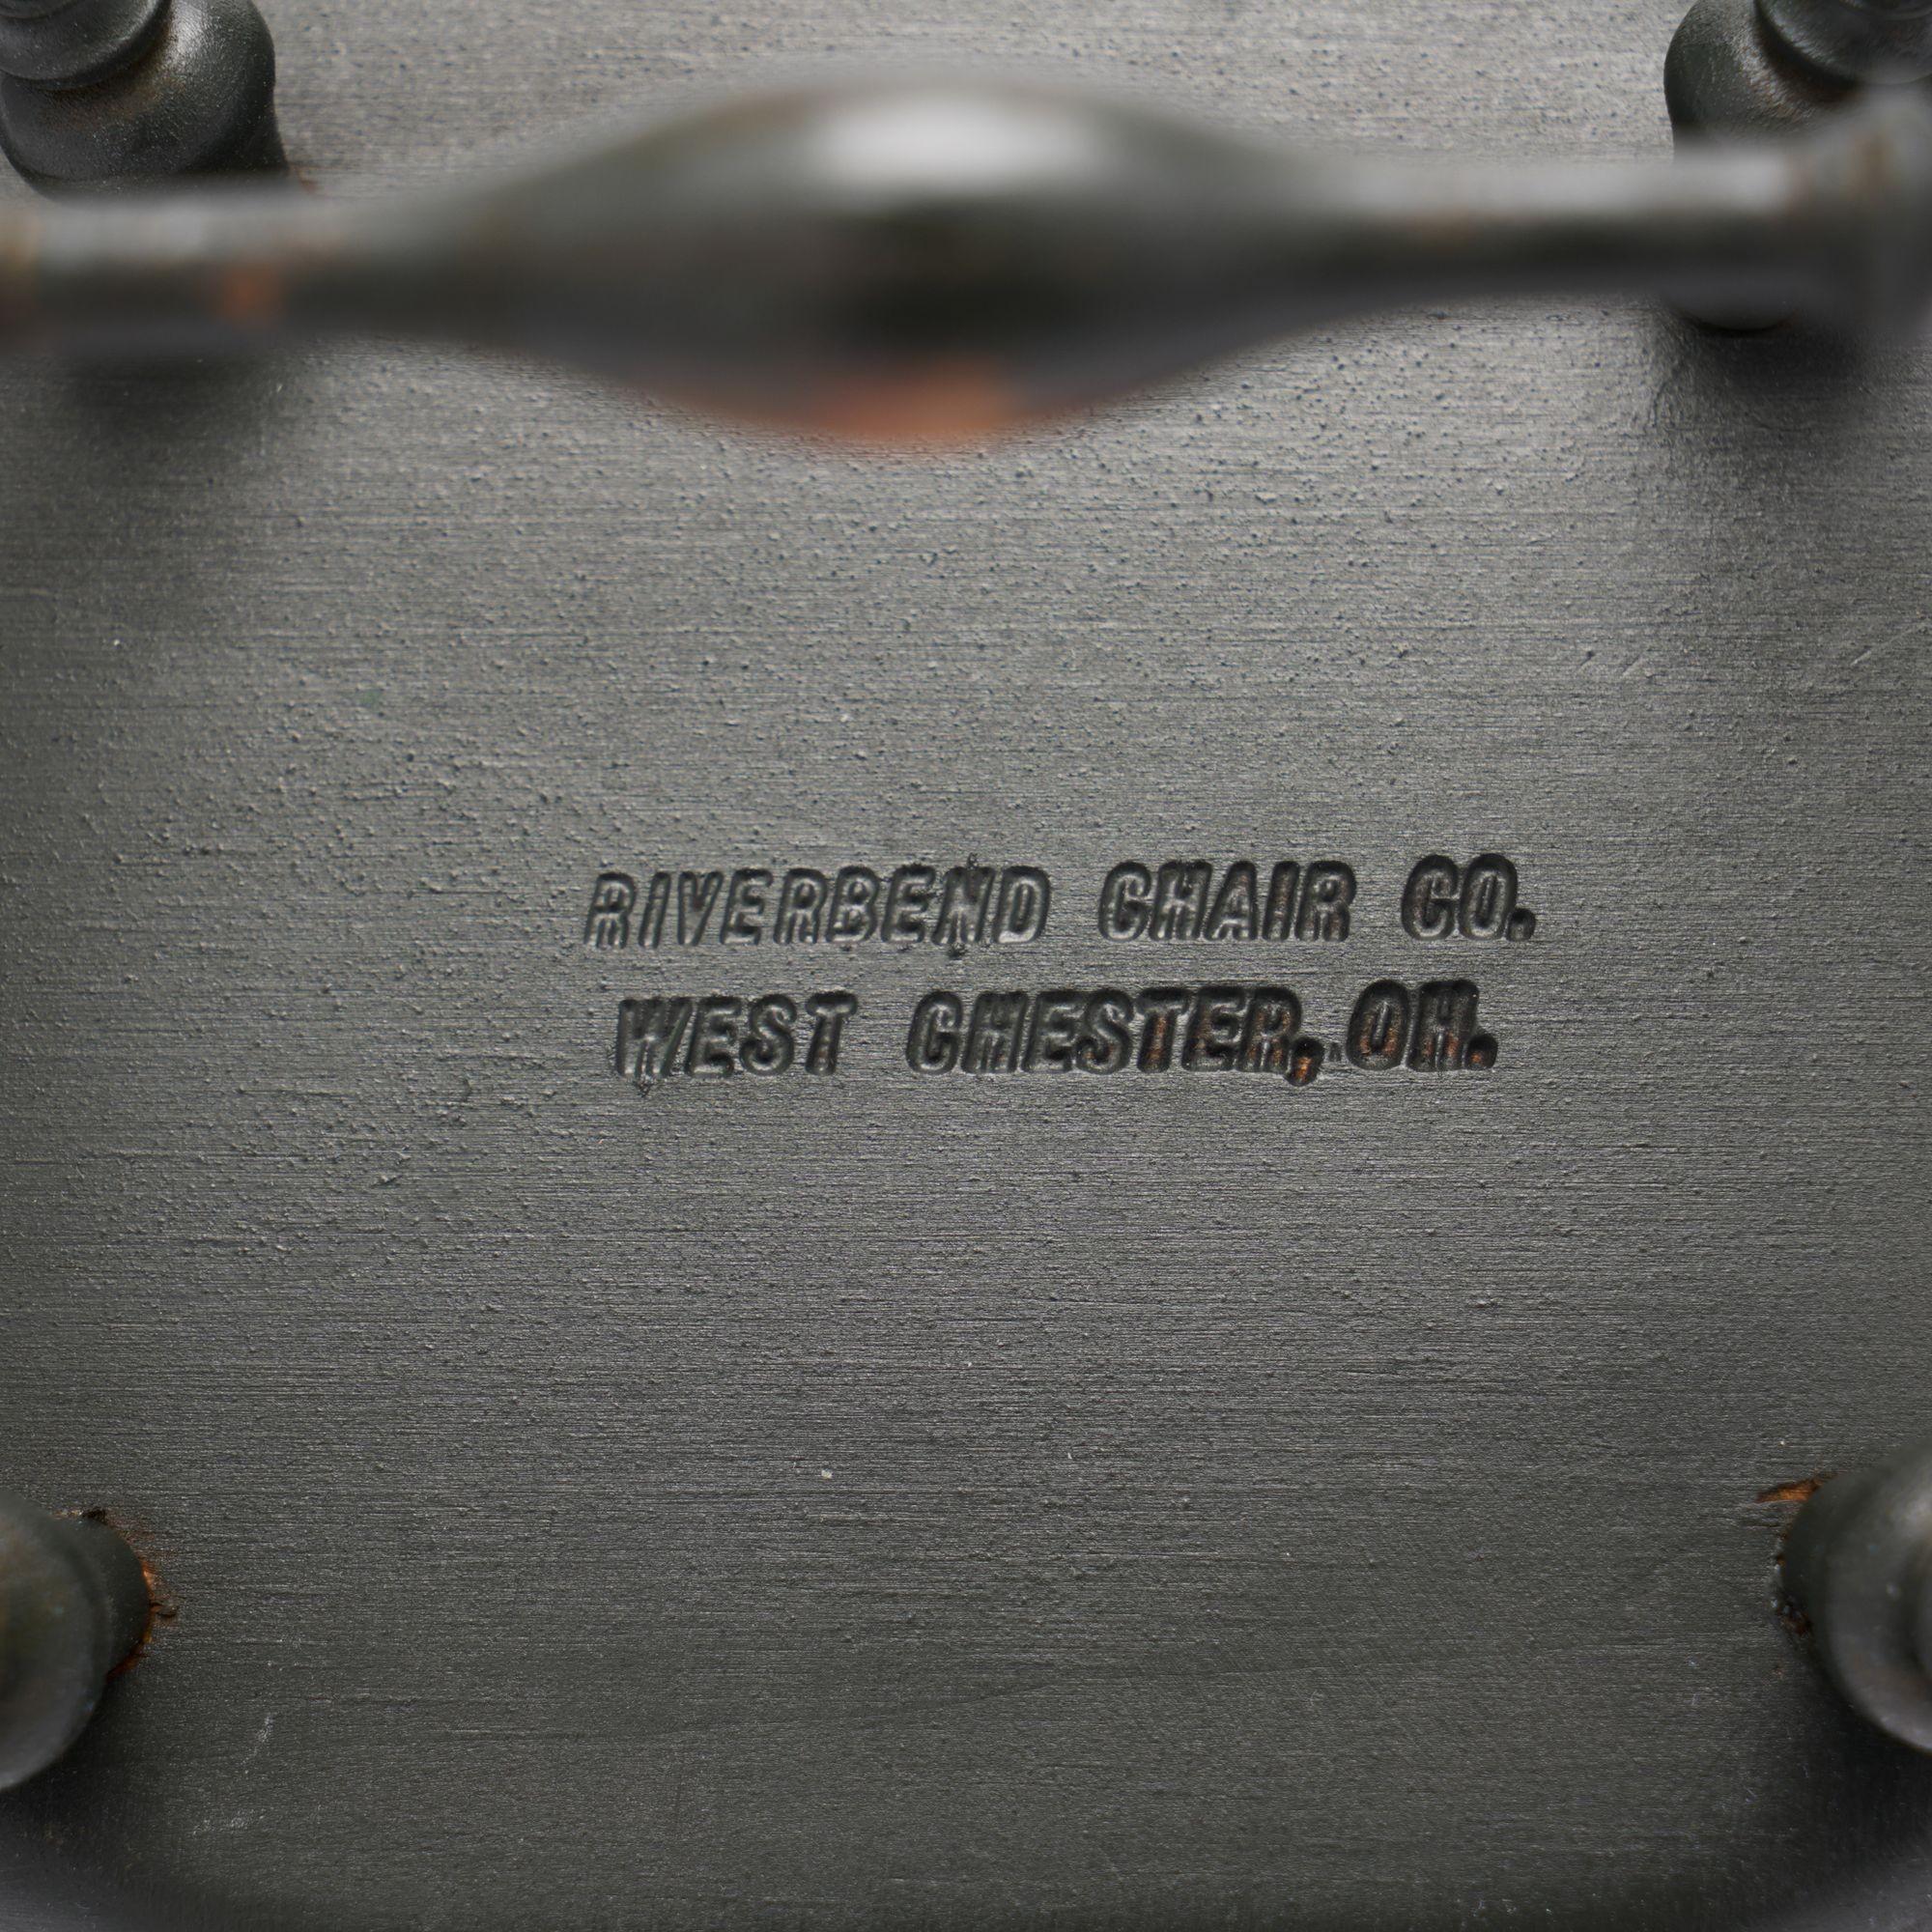 RIVERBEND CHAIR CO.
WEST CHESTER, OH.